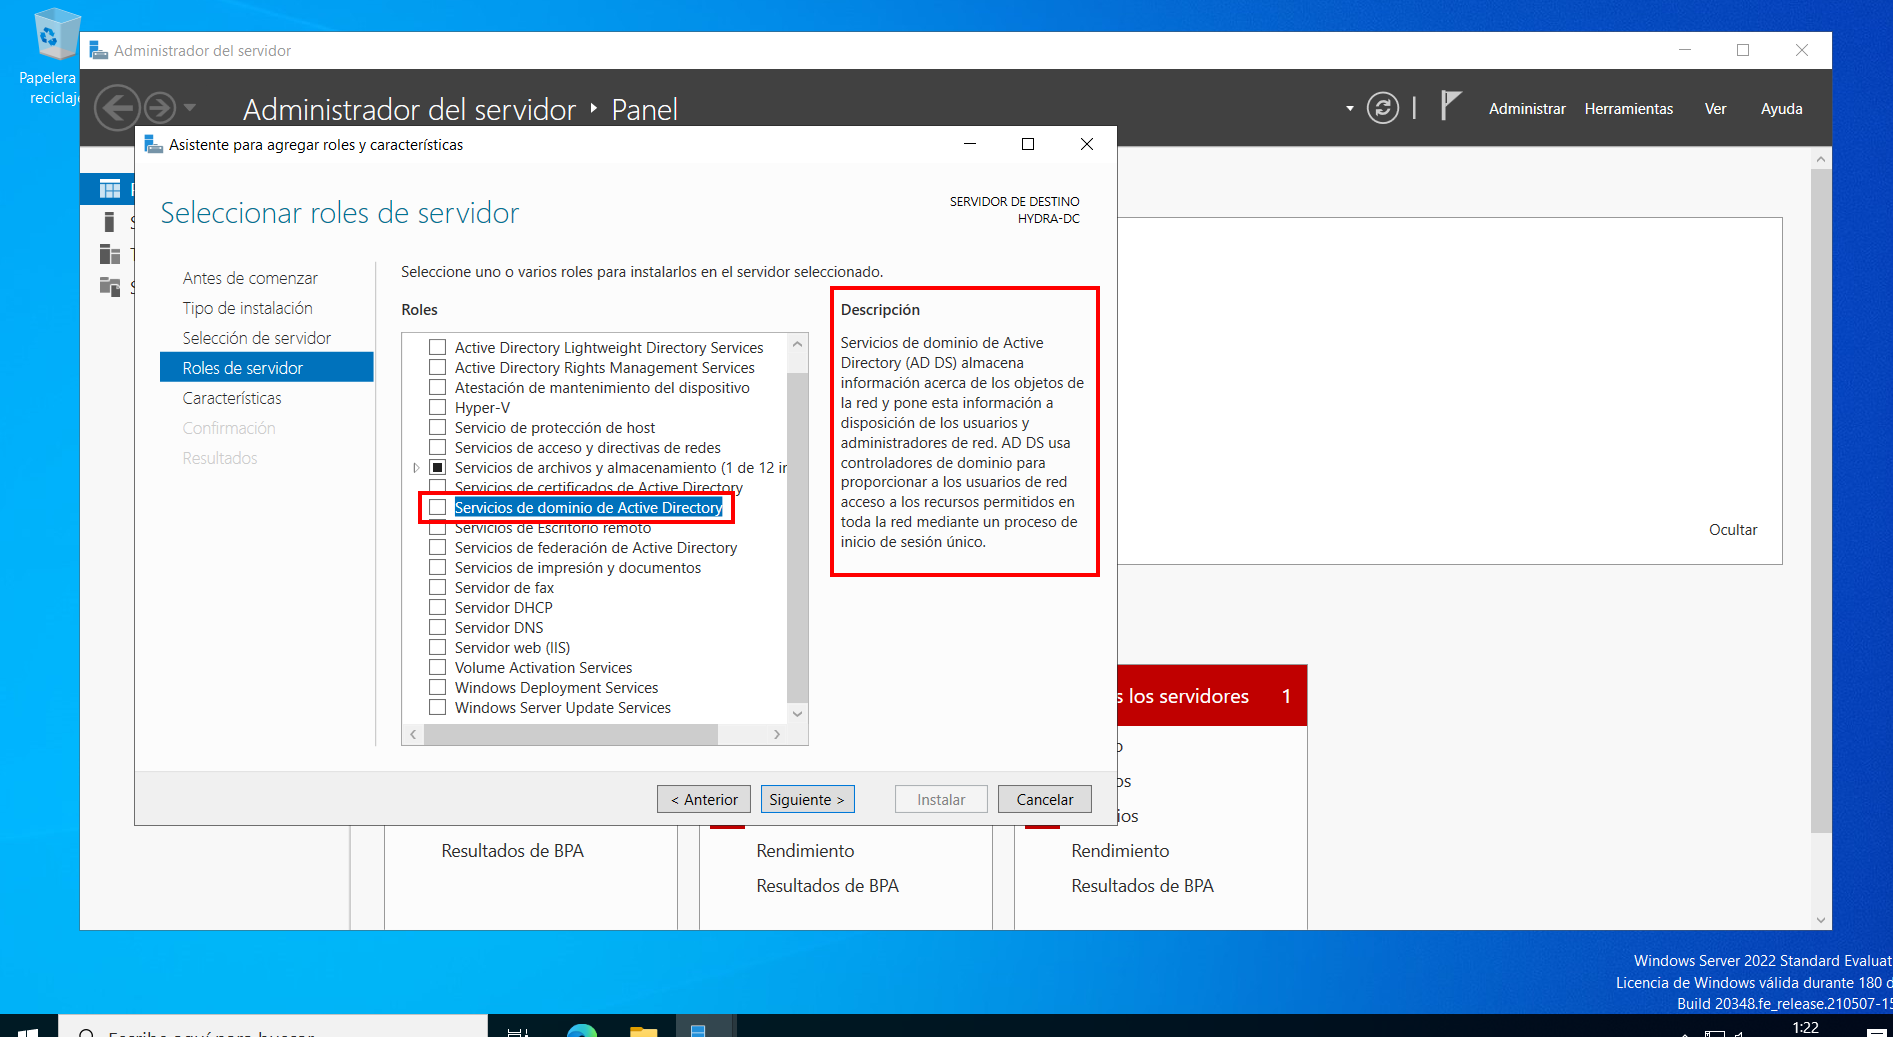 Papelera
reciclaje
Administrador del servidor
Administrador del servidor ‣ Panel
Administrar
Herramientas
Ver
Ayuda
Asistente para agregar roles y características
Seleccionar roles de servidor
SERVIDOR DE DESTINO
HYDRA-DC
Antes de comenzar
Tipo de instalación
Selección de servidor
Roles de servidor
Características
Confirmación
Resultados
Seleccione uno o varios roles para instalarlos en el servidor seleccionado.
Roles
Active Directory Lightweight Directory Services
Active Directory Rights Management Services
Atestación de mantenimiento del dispositivo
Hyper-V
Servicio de protección de host
Servicios de acceso y directivas de redes
Servicios de archivos y almacenamiento (1 de 12 in
Servicios de certificados de Active Directory
Servicios de dominio de Active Directory
Servicios de Escritorio remoto
Servicios de federación de Active Directory
Servicios de impresión y documentos
Servidor de fax
Servidor DHCP
Servidor DNS
Servidor web (IIS)
Volume Activation Services
Windows Deployment Services
Windows Server Update Services
Descripción
Servicios de dominio de Active
Directory (AD DS) almacena
información acerca de los objetos de
la red y pone esta información a
disposición de los usuarios y
administradores de red. AD DS usa
controladores de dominio para
proporcionar a los usuarios de red
acceso a los recursos permitidos en
toda la red mediante un proceso de
inicio de sesión único.
< Anterior
Siguiente >
Instalar
Cancelar
Ocultar
s los servidores 1
o
os
ios
Resultados de BPA
Rendimiento
Resultados de BPA
Rendimiento
Resultados de BPA
Windows Server 2022 Standard Evaluat
Licencia de Windows válida durante 180 d
Build 20348.fe_release.210507-15
Escribe aquí para buscar
1:22